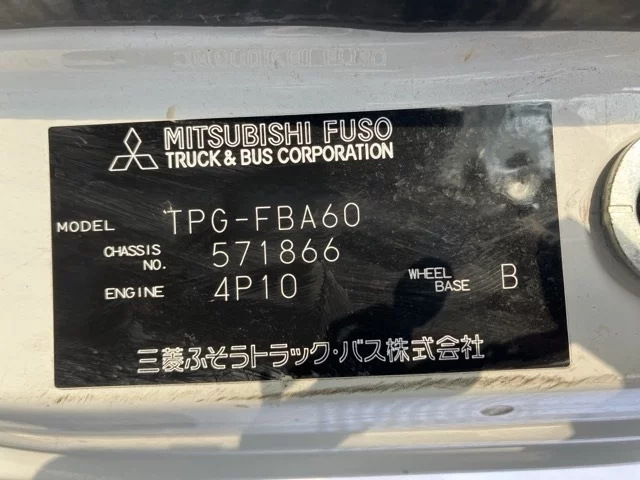 MITSUBISHI FUSO
TRUCK & BUS CORPORATION
MODEL TPG-FBA60
CHASSIS NO. 571866
ENGINE 4P10 WHEEL BASE B
三菱ふそうトラック・バス株式会社